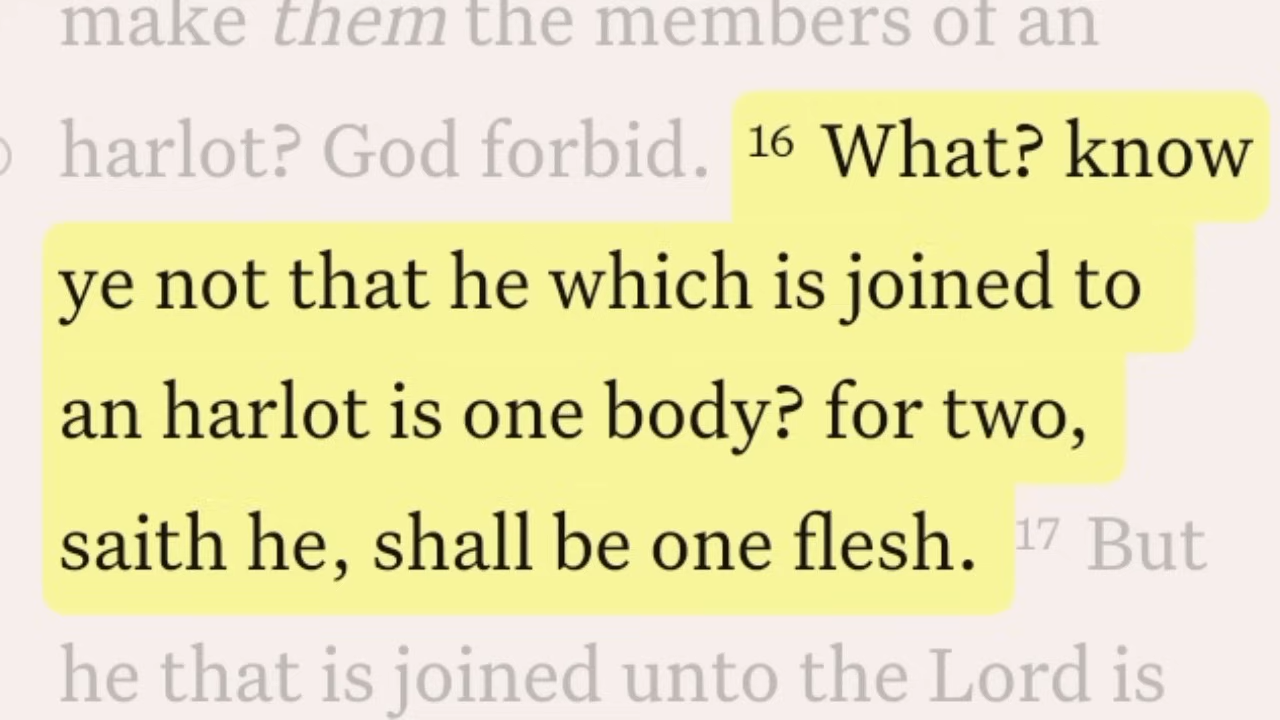 make them the members of an
harlot? God forbid. 16 What? know
ye not that he which is joined to
an harlot is one body? for two,
saith he, shall be one flesh. 17 But
he that is joined unto the Lord is